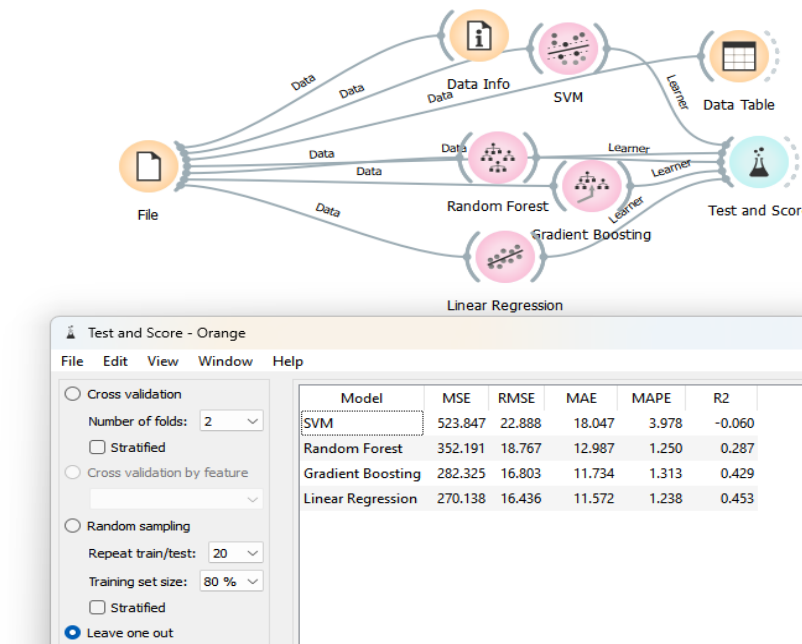 Data
Data
Data
Data Info
SVM
Learner
Data Table
Data
Data
Data
Learner
Learner
File
Data
Random Forest
Learner
Gradient Boosting
Test and Scor
Linear Regression
Test and Score - Orange
File Edit View Window Help
Cross validation
Number of folds: 2
Stratified
Cross validation by feature
Random sampling
Repeat train/test: 20
Training set size: 80 %
Stratified
Leave one out
Model MSE RMSE MAE MAPE R2
SVM 523.847 22.888 18.047 3.978 -0.060
Random Forest 352.191 18.767 12.987 1.250 0.287
Gradient Boosting 282.325 16.803 11.734 1.313 0.429
Linear Regression 270.138 16.436 11.572 1.238 0.453